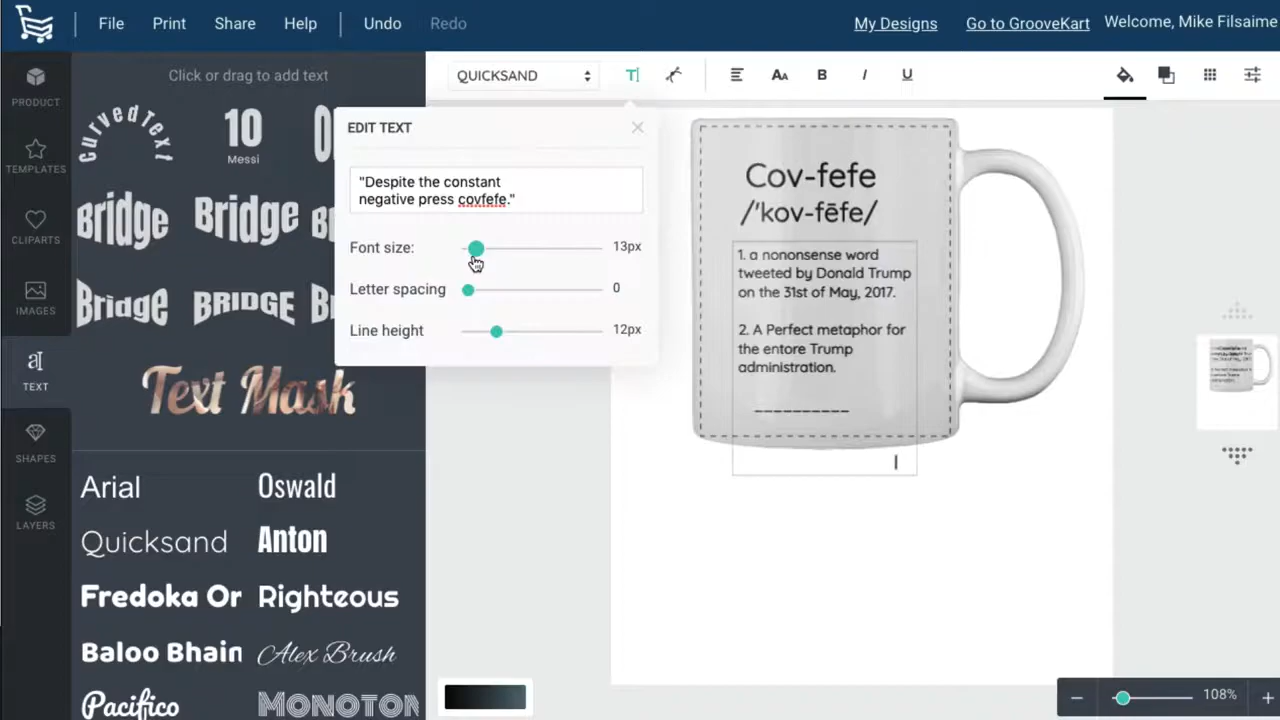 File Print Share Help Undo Redo My Designs Go to GrooveKart Welcome, Mike Filsaime
PRODUCT
TEMPLATES
CLIPARTS
IMAGES
TEXT
SHAPES
LAYERS
Click or drag to add text
CurvedText
10
Messi
Bridge Bridge
Bridge BRIDGE
Text Mask
Arial Oswald
Quicksand Anton
Fredoka Or Righteous
Baloo Bhain Alex Brush
Pacifico MONOTON
QUICKSAND
EDIT TEXT
"Despite the constant
negative press covfefe."
Font size: 13px
Letter spacing 0
Line height 12px
Cov-fefe
/'kov-fēfe/
1. a nononsense word
tweeted by Donald Trump
on the 31st of May, 2017.
2. A Perfect metaphor for
the entore Trump
administration.
----------
108%